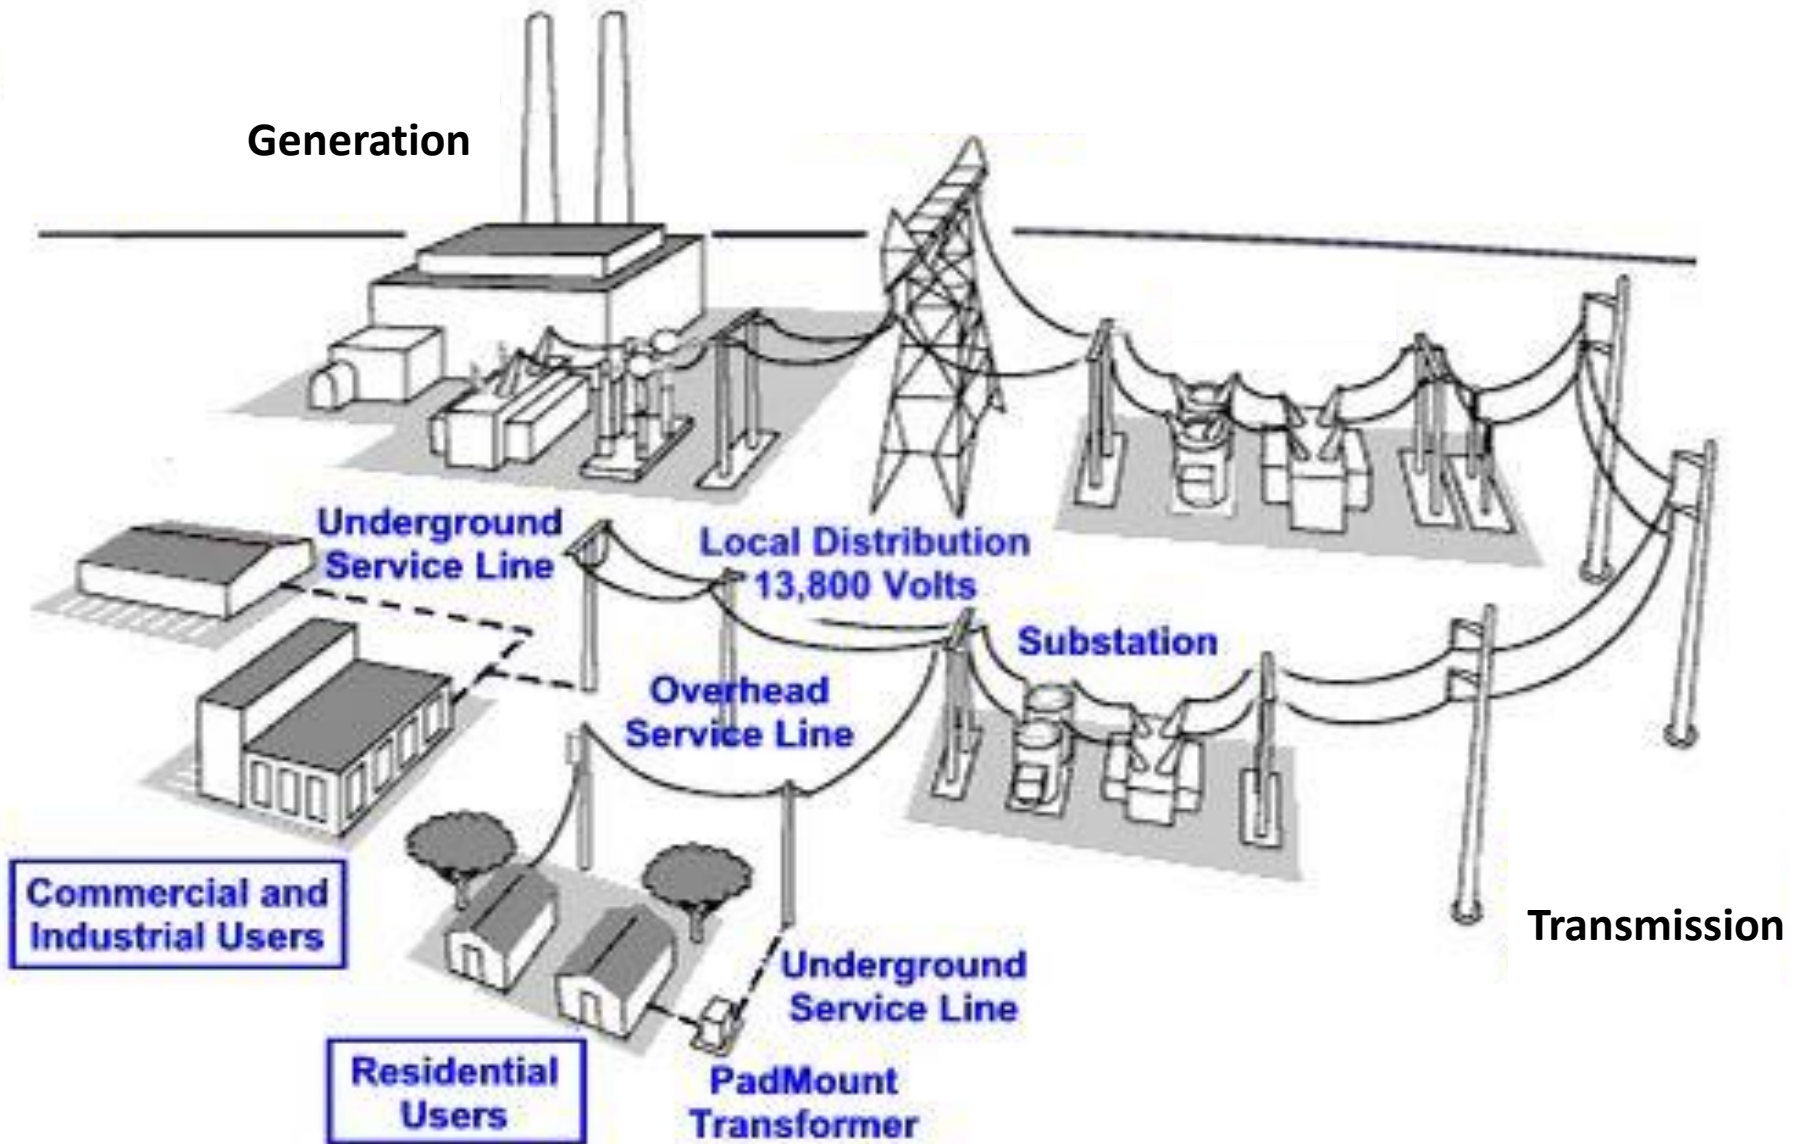 Generation
Underground
Service Line
Local Distribution
13,800 Volts
Substation
Overhead
Service Line
Commercial and
Industrial Users
Transmission
Underground
Service Line
Residential
Users
PadMount
Transformer